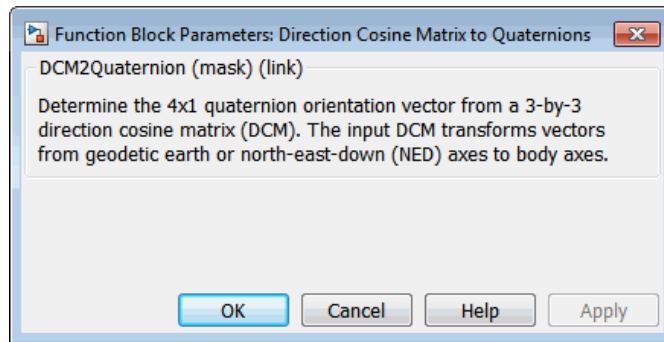 Function Block Parameters: Direction Cosine Matrix to Quaternions
DCM2Quaternion (mask) (link)
Determine the 4x1 quaternion orientation vector from a 3-by-3
direction cosine matrix (DCM). The input DCM transforms vectors
from geodetic earth or north-east-down (NED) axes to body axes.
OK Cancel Help Apply